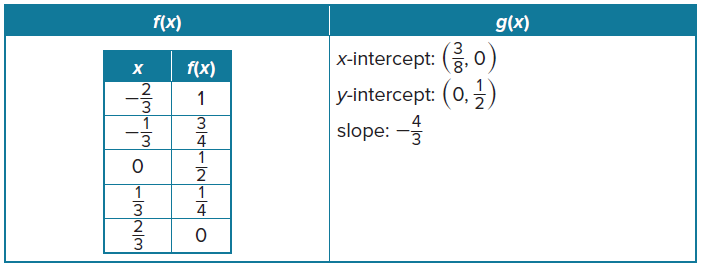 f(x) g(x)
x f(x)
-2/3 1
-1/3 3/4
0 1/2
1/3 1/4
2/3 0
x-intercept: (3/8, 0)
y-intercept: (0, 1/2)
slope: -4/3